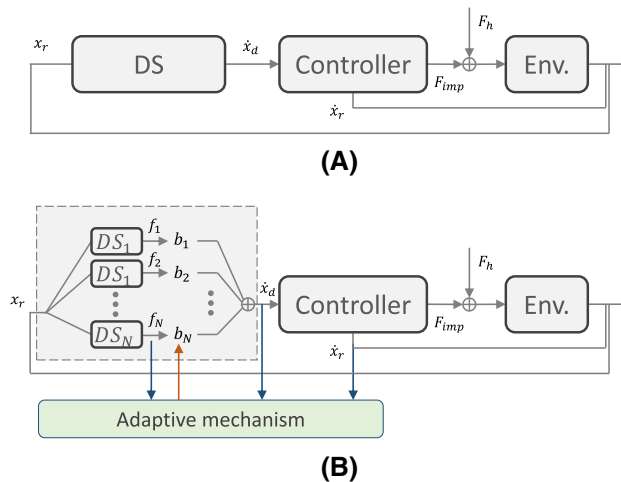 x_r DS ẋ_d Controller F_imp F_h Env.
ẋ_r
(A)
f_1
DS_1 b_1
f_2
DS_1 b_2
f_N
DS_N b_N
x_r ẋ_d Controller F_imp F_h Env.
ẋ_r
Adaptive mechanism
(B)